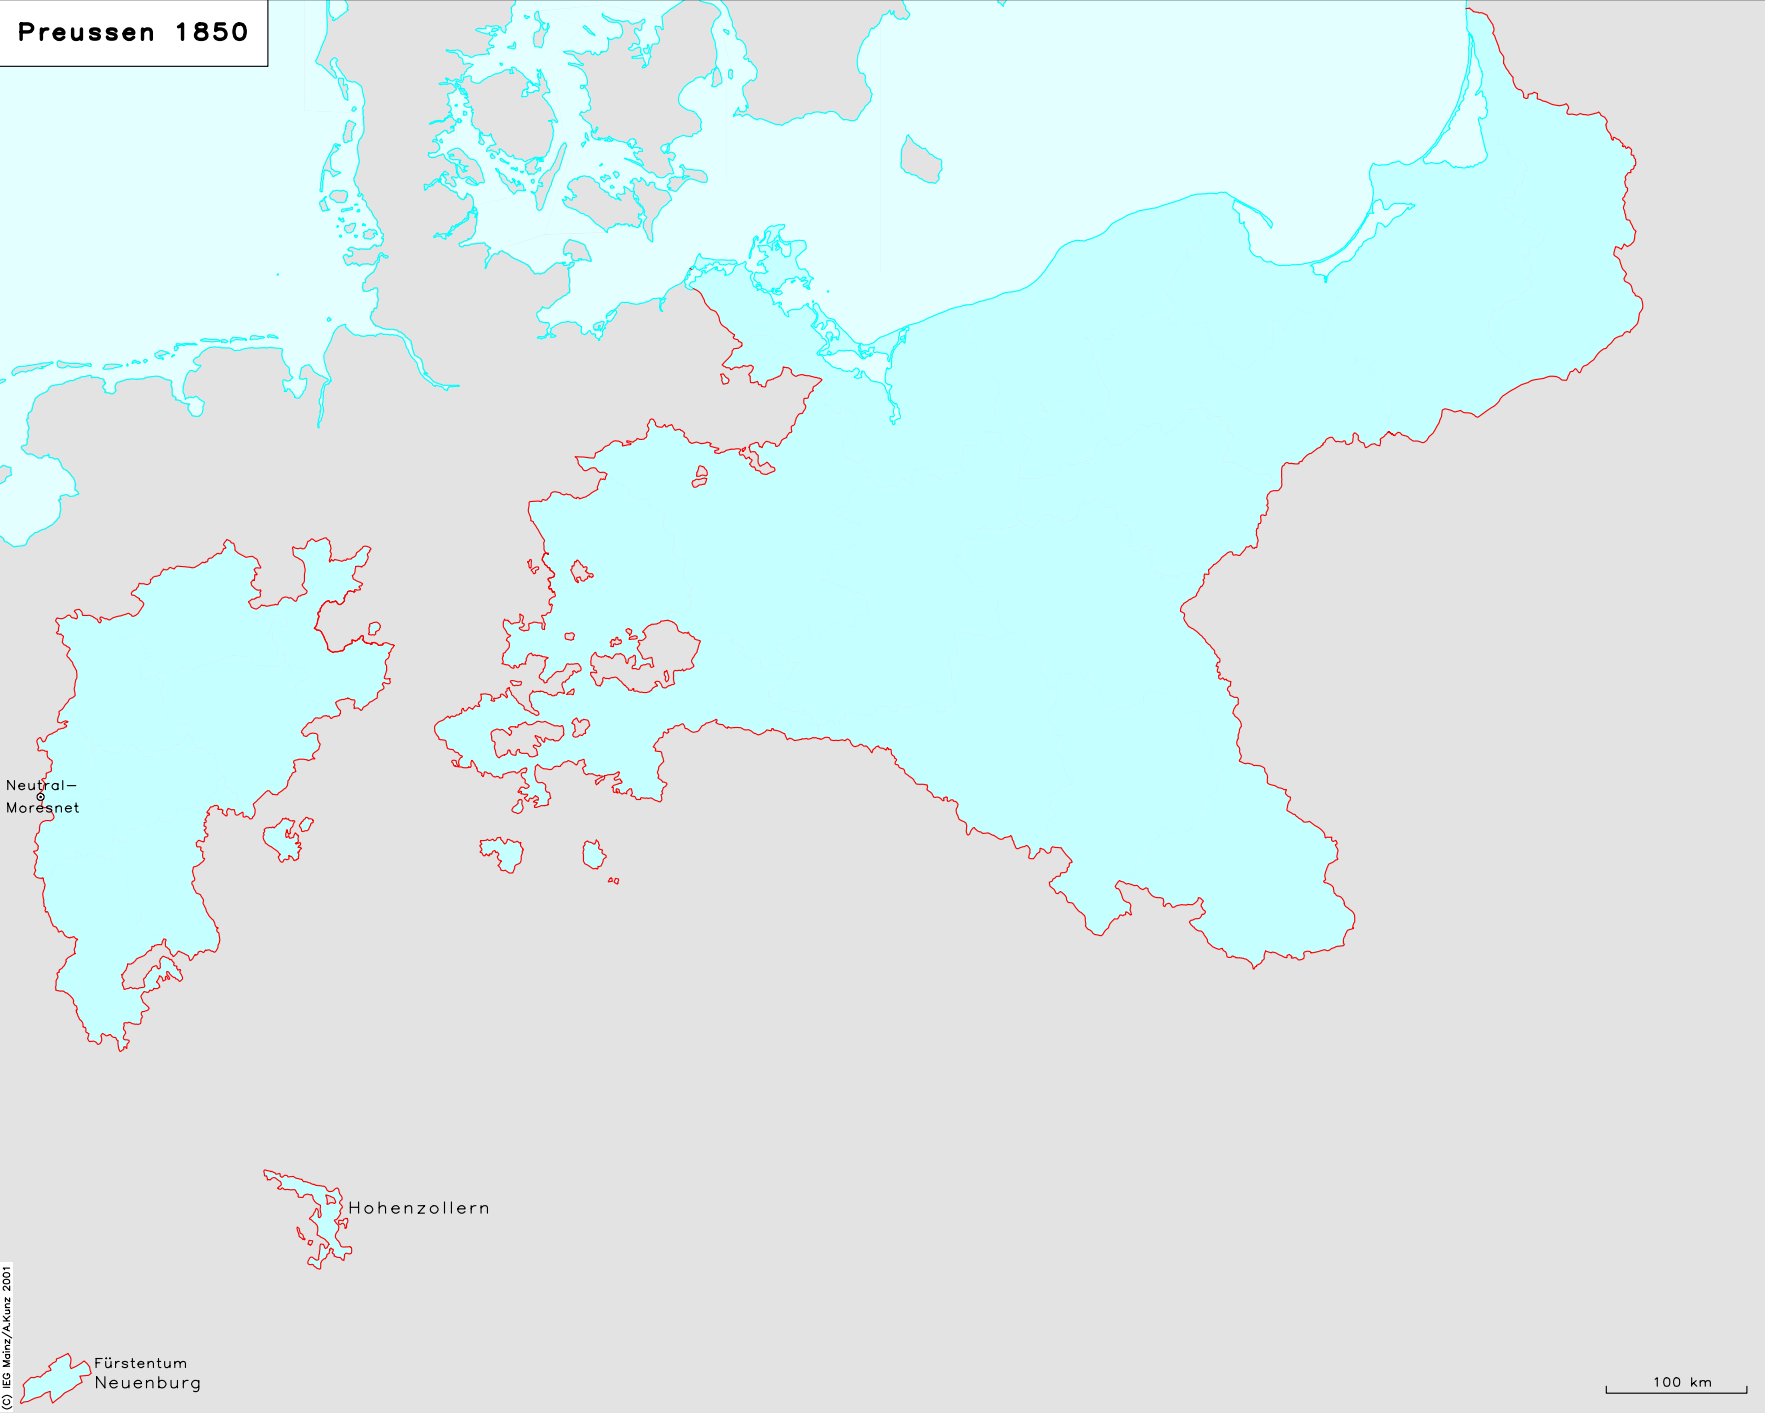 Preussen 1850
Neutral–
Moresnet
Hohenzollern
Fürstentum
Neuenburg
100 km
(C) IEG Mainz/A.Kunz 2001